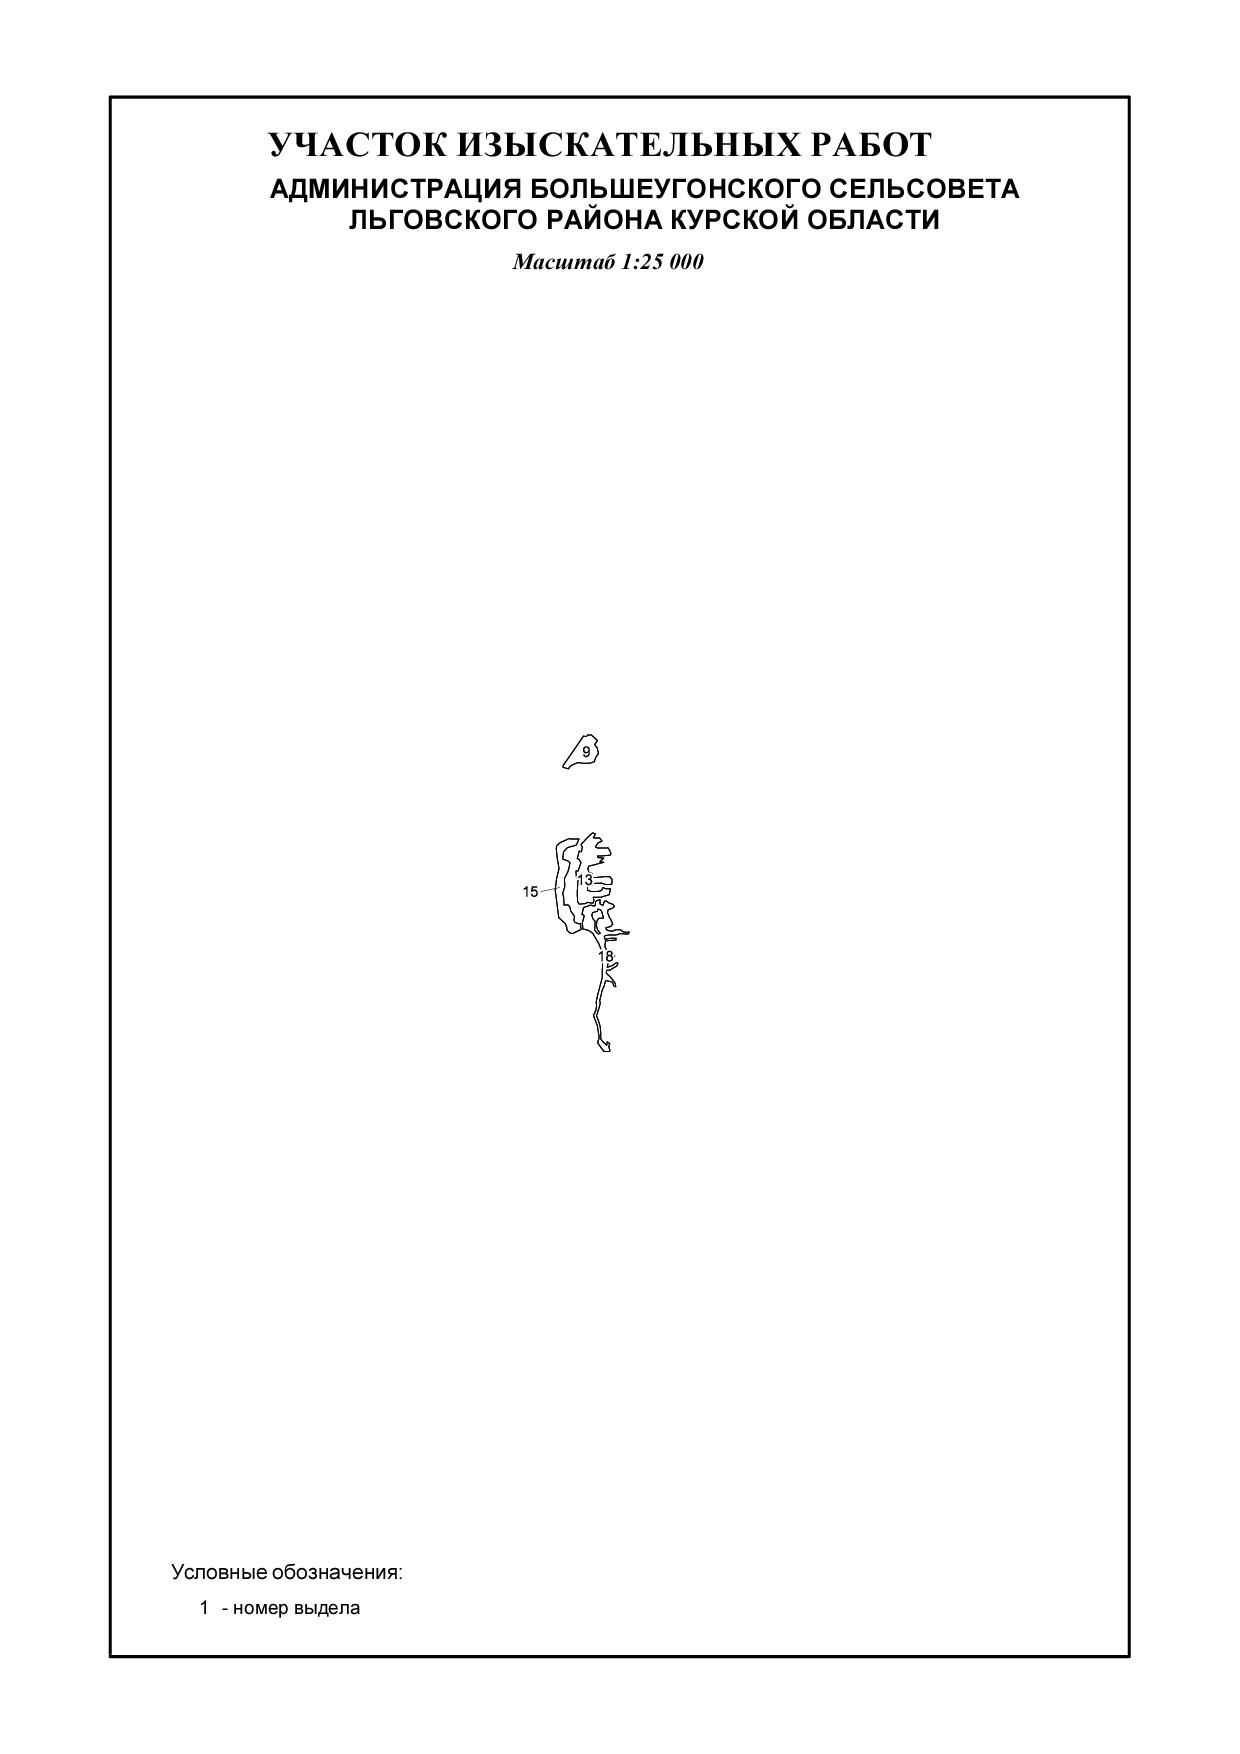 УЧАСТОК ИЗЫСКАТЕЛЬНЫХ РАБОТ
АДМИНИСТРАЦИЯ БОЛЬШЕУГОНСКОГО СЕЛЬСОВЕТА
ЛЬГОВСКОГО РАЙОНА КУРСКОЙ ОБЛАСТИ
Масштаб 1:25 000
9
13
15
18
Условные обозначения:
1 - номер выдела